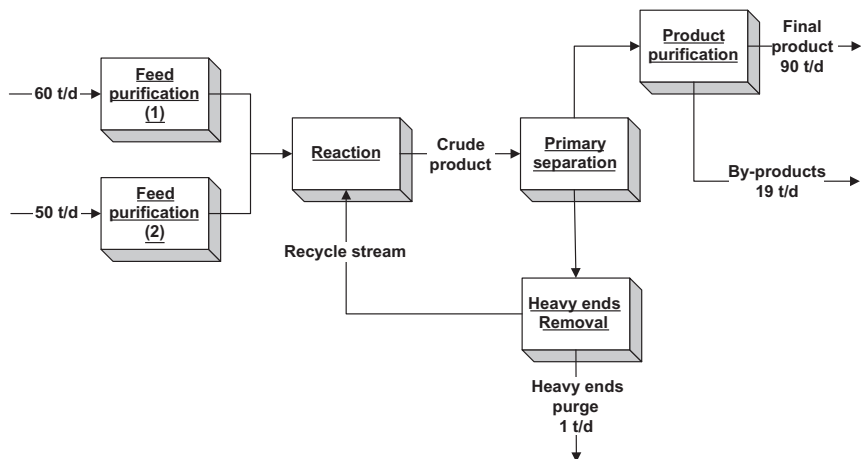 60 t/d
Feed
purification
(1)
50 t/d
Feed
purification
(2)
Reaction
Recycle stream
Crude
product
Primary
separation
Heavy ends
Removal
Heavy ends
purge
1 t/d
Product
purification
Final
product
90 t/d
By-products
19 t/d